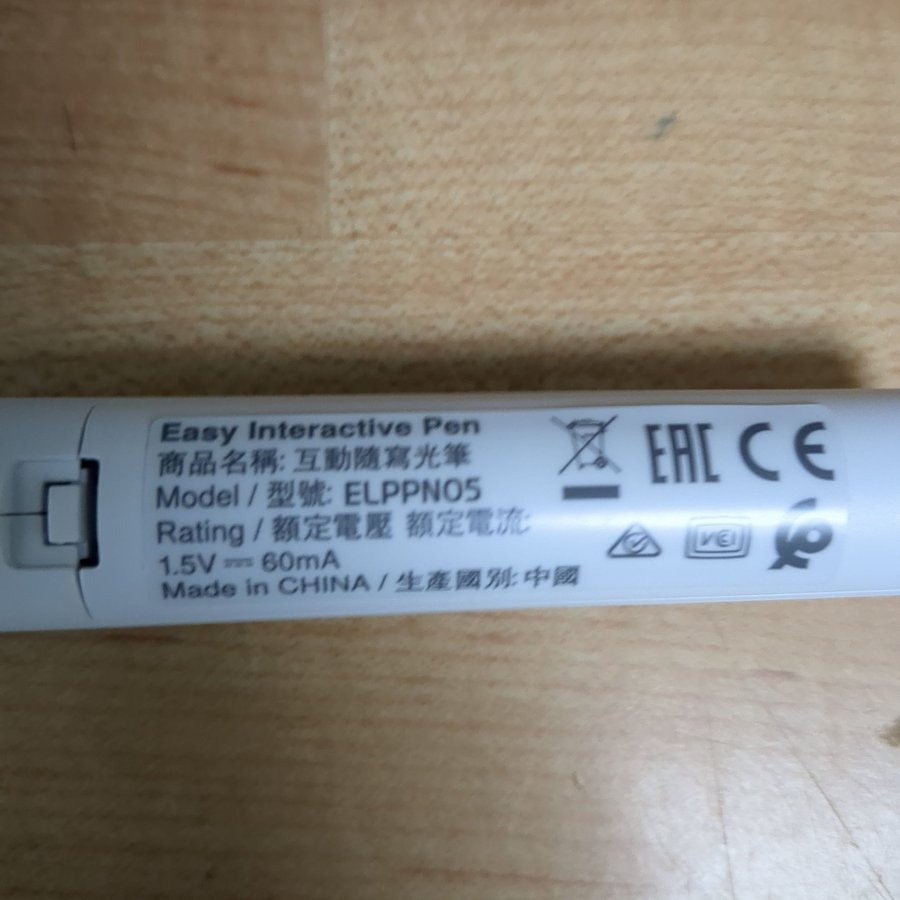 Easy Interactive Pen
商品名稱: 互動隨寫光筆
Model / 型號: ELPPN05
Rating / 額定電壓 額定電流:
1.5V ⎓ 60mA
Made in CHINA / 生產國別: 中國
EAC CE
VCCI